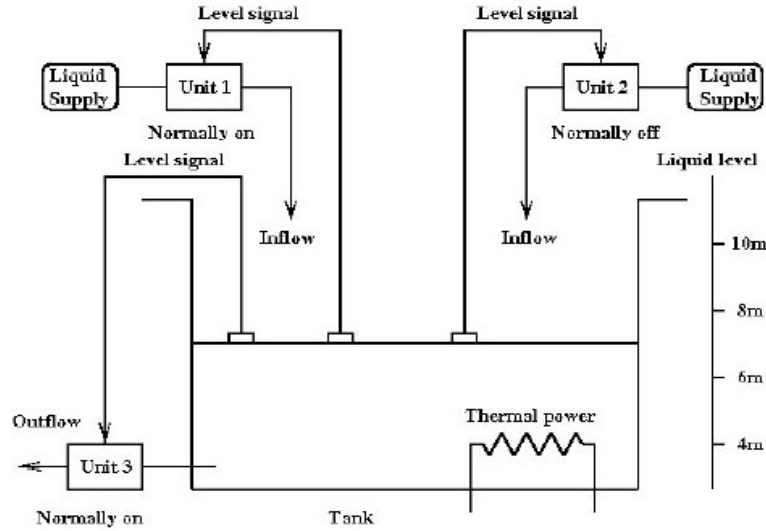 Level signal
Level signal
Liquid
Supply
Unit 1
Unit 2
Liquid
Supply
Normally on
Normally off
Level signal
Liquid level
Inflow
Inflow
10m
8m
6m
Outflow
Thermal power
4m
Unit 3
Normally on
Tank